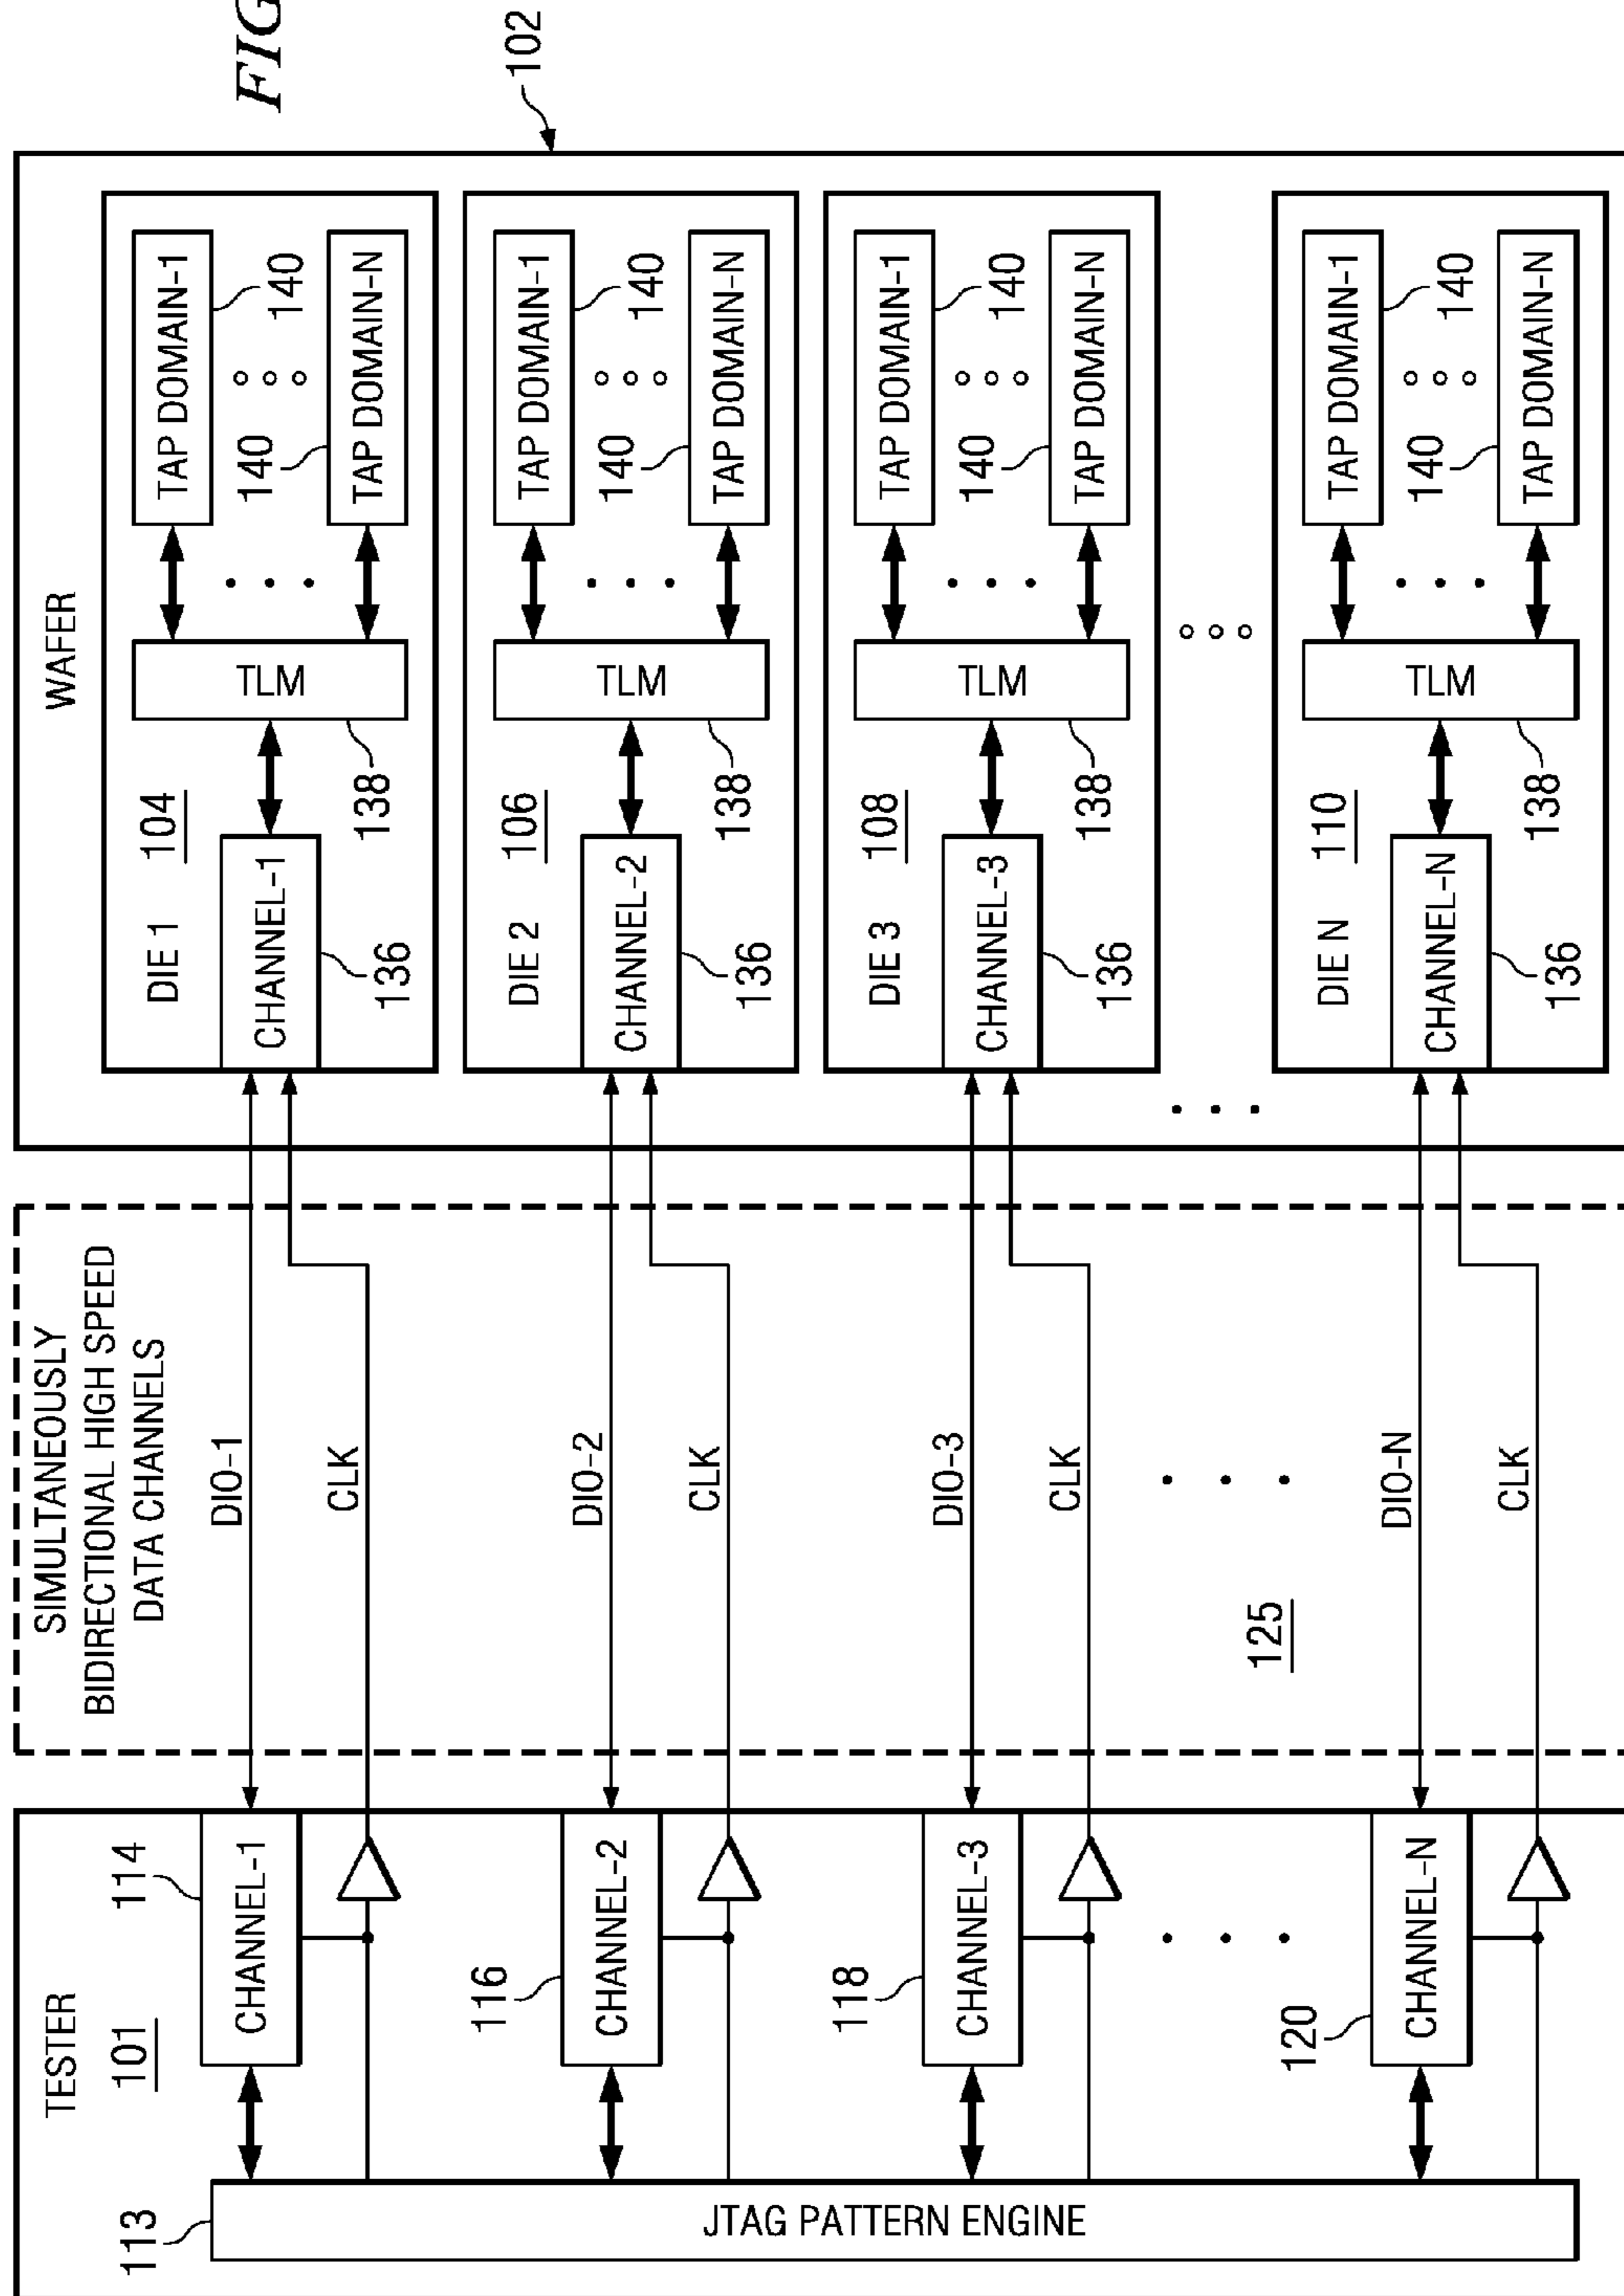 FIG
TESTER
101
113
JTAG PATTERN ENGINE
114
CHANNEL-1
116
CHANNEL-2
118
CHANNEL-3
120
CHANNEL-N
SIMULTANEOUSLY
BIDIRECTIONAL HIGH SPEED
DATA CHANNELS
DIO-1
CLK
DIO-2
CLK
DIO-3
CLK
DIO-N
CLK
125
WAFER
102
DIE 1
104
CHANNEL-1
136
TLM
138
TAP DOMAIN-1
140
140
TAP DOMAIN-N
DIE 2
106
CHANNEL-2
136
TLM
138
TAP DOMAIN-1
140
140
TAP DOMAIN-N
DIE 3
108
CHANNEL-3
136
TLM
138
TAP DOMAIN-1
140
140
TAP DOMAIN-N
DIE N
110
CHANNEL-N
136
TLM
138
TAP DOMAIN-1
140
140
TAP DOMAIN-N